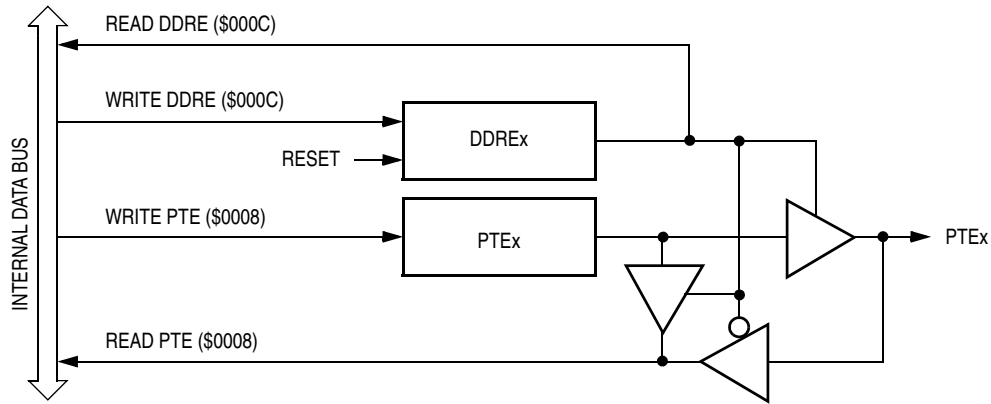 READ DDRE ($000C)
WRITE DDRE ($000C)
DDREx
RESET
INTERNAL DATA BUS
WRITE PTE ($0008)
PTEx
PTEx
READ PTE ($0008)